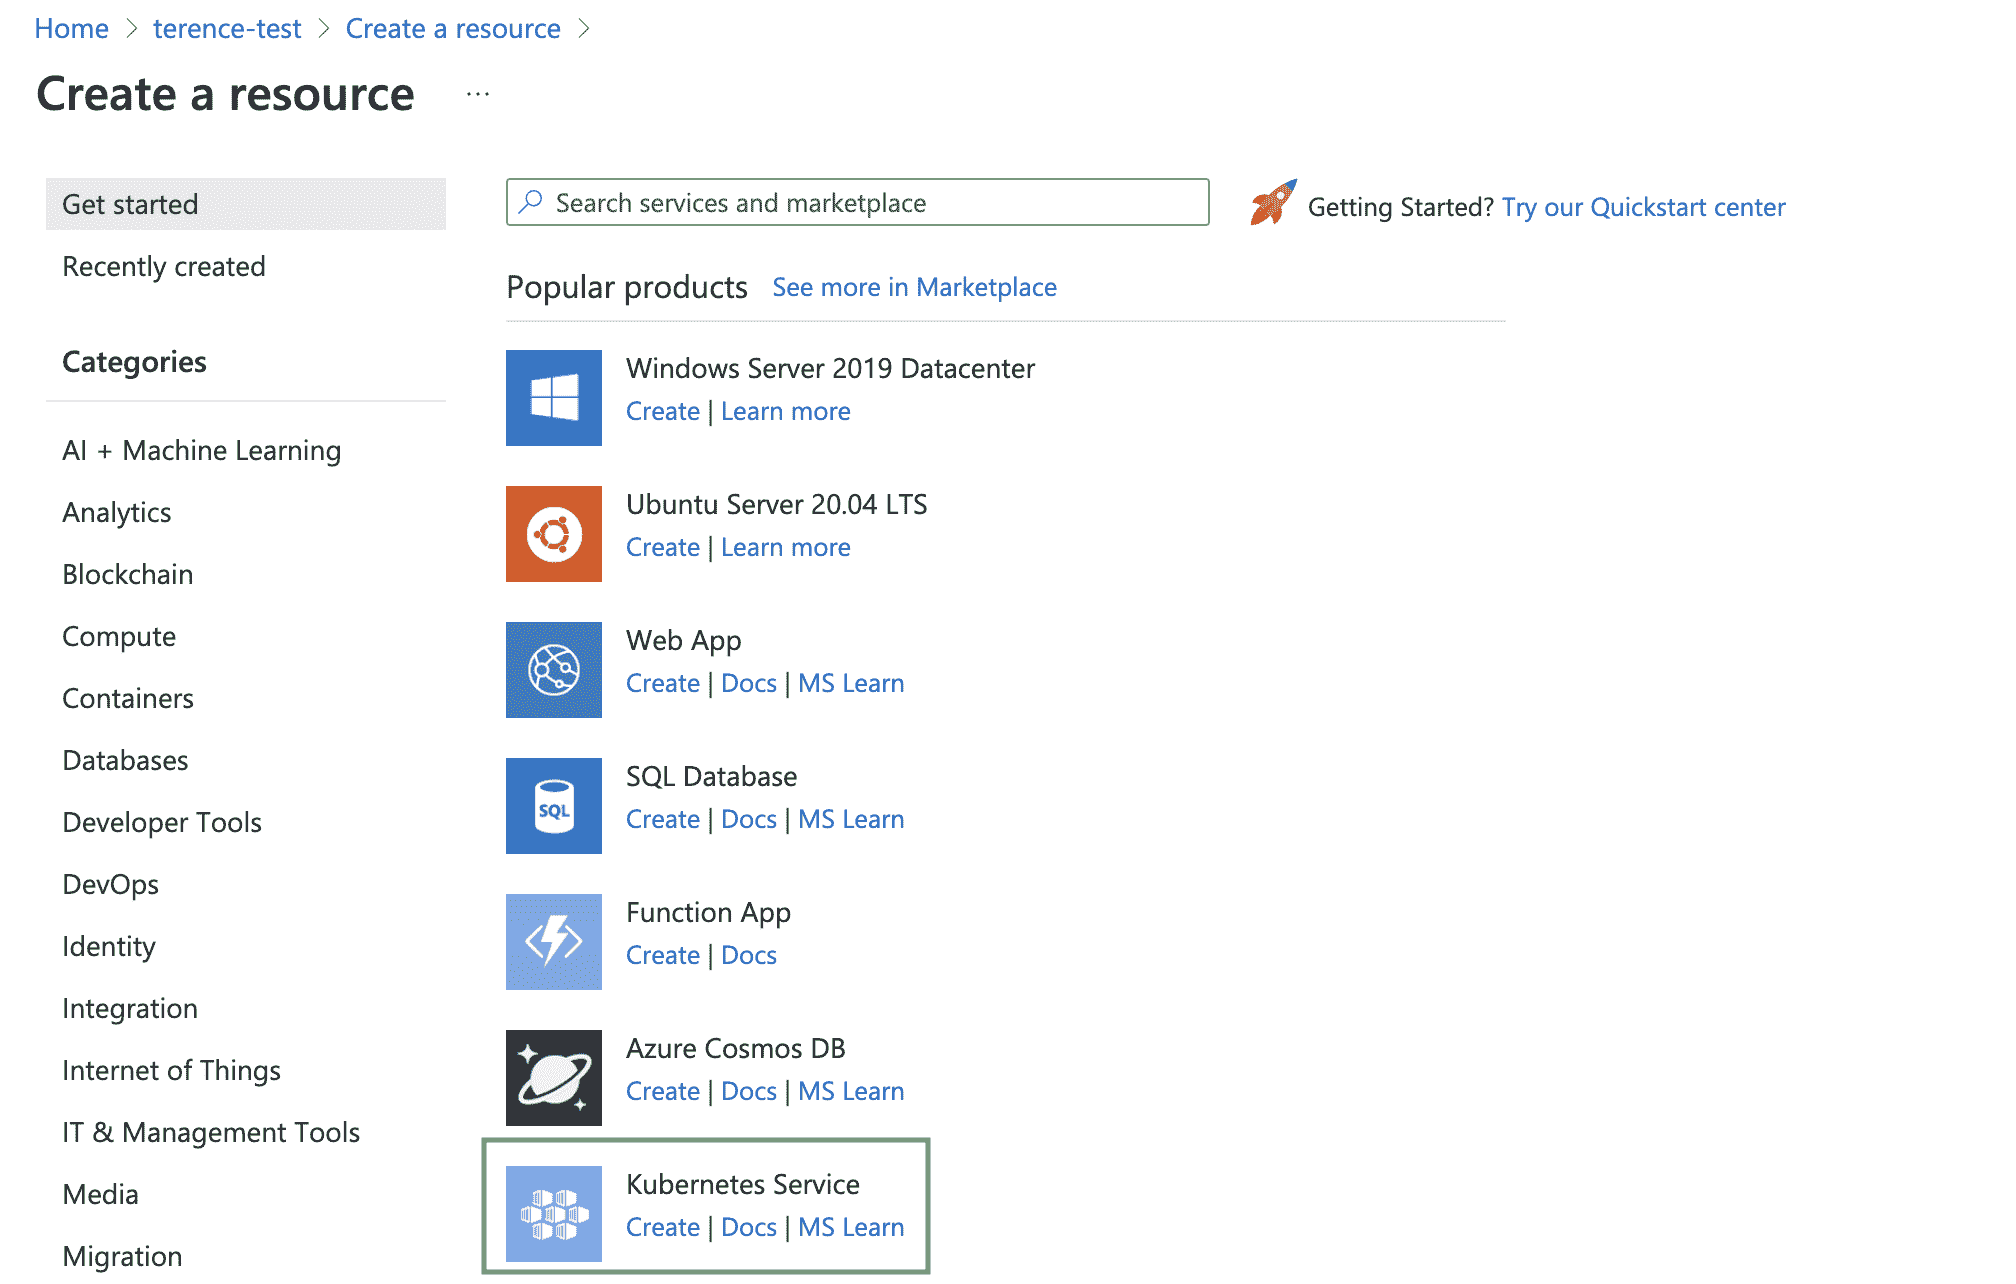 Home > terence-test > Create a resource >
Create a resource ...
Get started
Recently created
Categories
AI + Machine Learning
Analytics
Blockchain
Compute
Containers
Databases
Developer Tools
DevOps
Identity
Integration
Internet of Things
IT & Management Tools
Media
Migration
Search services and marketplace
Getting Started? Try our Quickstart center
Popular products See more in Marketplace
Windows Server 2019 Datacenter
Create | Learn more
Ubuntu Server 20.04 LTS
Create | Learn more
Web App
Create | Docs | MS Learn
SQL
SQL Database
Create | Docs | MS Learn
Function App
Create | Docs
Azure Cosmos DB
Create | Docs | MS Learn
Kubernetes Service
Create | Docs | MS Learn